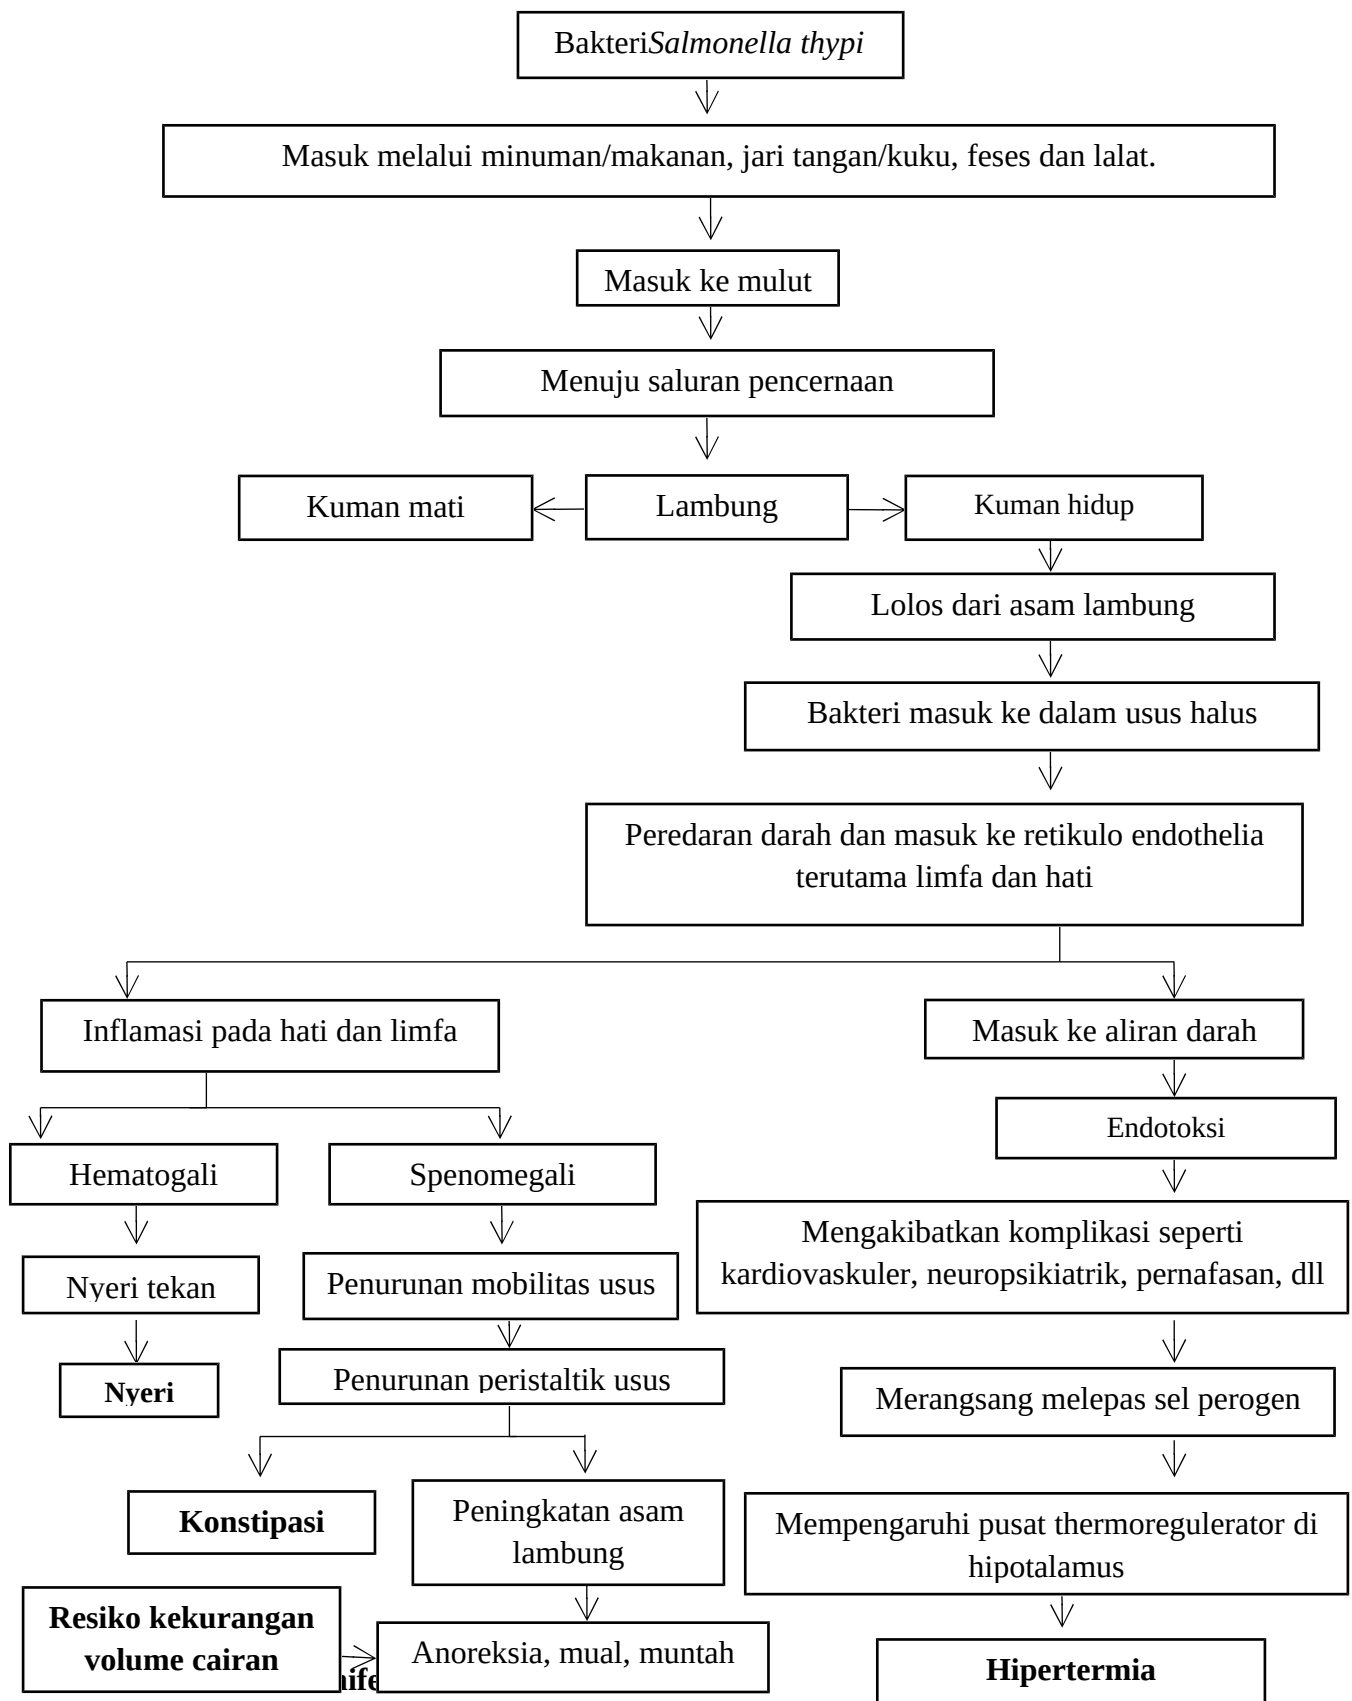 BakteriSalmonella thypi
Masuk melalui minuman/makanan, jari tangan/kuku, feses dan lalat.
Masuk ke mulut
Menuju saluran pencernaan
Kuman mati
Lambung
Kuman hidup
Lolos dari asam lambung
Bakteri masuk ke dalam usus halus
Peredaran darah dan masuk ke retikulo endothelia
terutama limfa dan hati
Inflamasi pada hati dan limfa
Masuk ke aliran darah
Endotoksi
Hematogali
Spenomegali
Mengakibatkan komplikasi seperti
kardiovaskuler, neuropsikiatrik, pernafasan, dll
Nyeri tekan
Penurunan mobilitas usus
Nyeri
Penurunan peristaltik usus
Merangsang melepas sel perogen
Konstipasi
Peningkatan asam
lambung
Mempengaruhi pusat thermoregulerator di
hipotalamus
Resiko kekurangan
volume cairan
Anoreksia, mual, muntah
Hipertermia